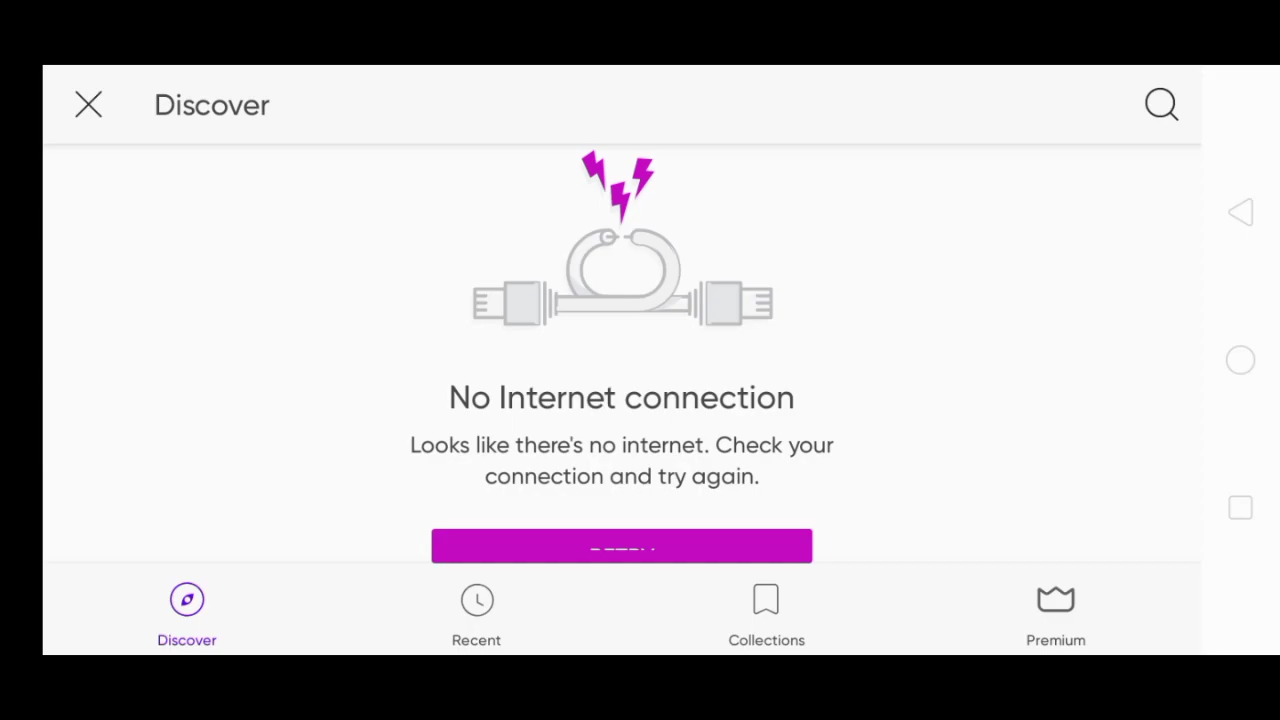 Discover
No Internet connection
Looks like there's no internet. Check your
connection and try again.
Discover
Recent
Collections
Premium